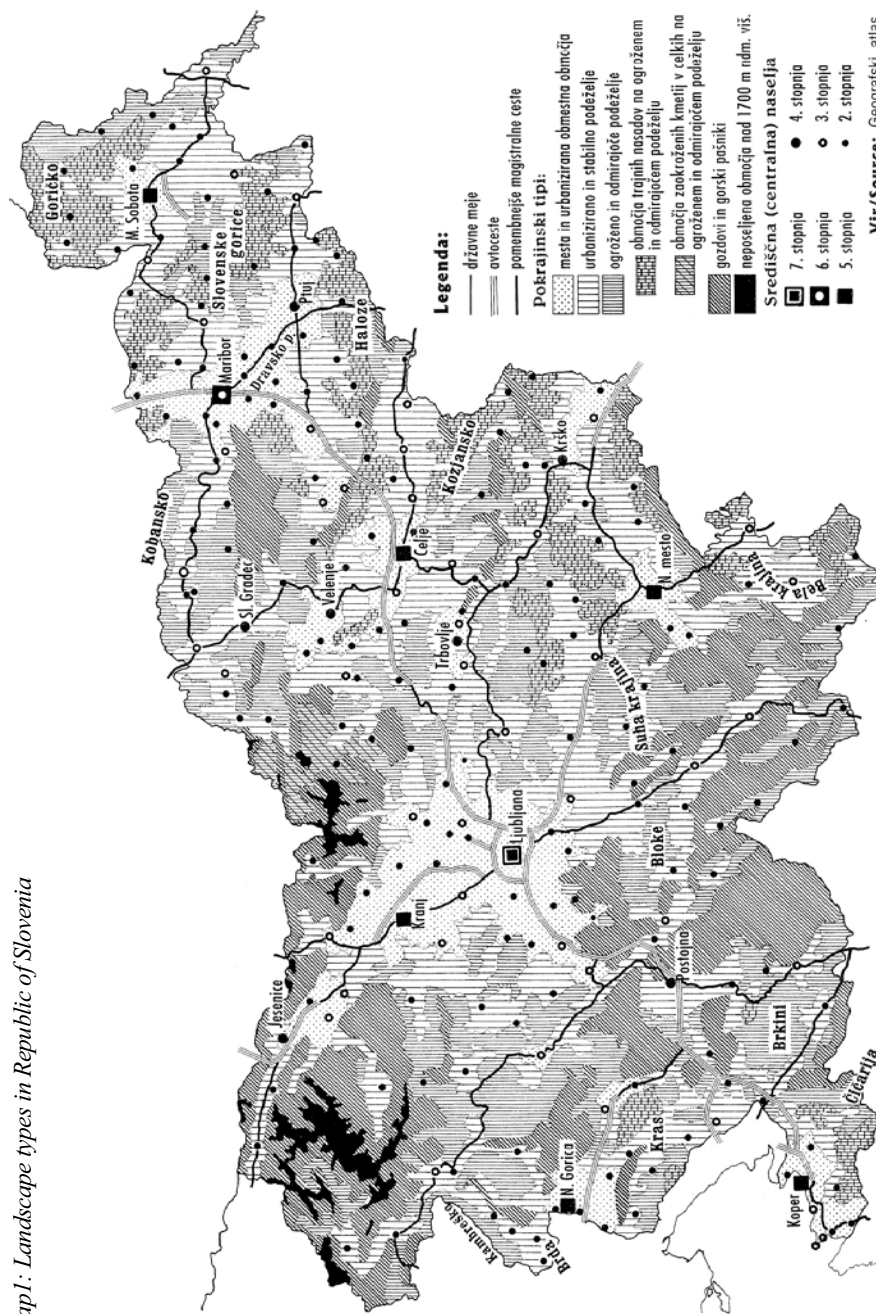 ap1: Landscape types in Republic of Slovenia
Goričko
M. Sobota
Slovenske
gorice
Ptuj
Maribor
Dravsko p.
Haloze
Kobansko
Sl. Gradec
Velenje
Celje
Kozjansko
Trbovlje
Krško
N. mesto
Bela krajina
Suha krajina
Ljubljana
Kranj
Jesenice
Bloke
Postojna
Brkini
Čičarija
Kras
N. Gorica
Kambreško
Brda
Koper
Legenda:
državne meje
avtoceste
pomembnejše magistralne ceste
Pokrajinski tipi:
mesta in urbanizirana obmestna območja
urbanizirano in stabilno podeželje
ogroženo in odmirajoče podeželje
območja trajnih nasadov na ogroženem
in odmirajočem podeželju
območja zaokroženih kmetij v celkih na
ogroženem in odmirajočem podeželju
gozdovi in gorski pašniki
neposeljena območja nad 1700 m ndm. viš.
Središčna (centralna) naselja
7. stopnja
4. stopnja
6. stopnja
3. stopnja
5. stopnja
2. stopnja
Vir/Source: Geografski atlas